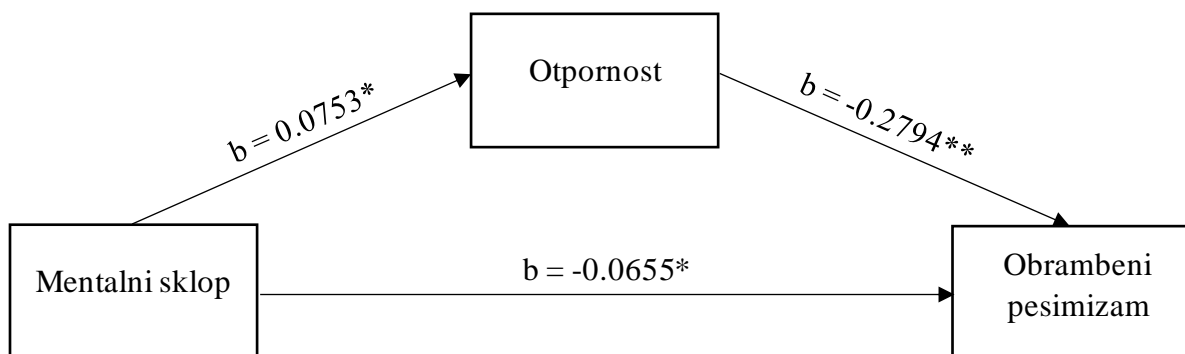 Otpornost
b = 0.0753*
b = -0.2794**
Mentalni sklop
b = -0.0655*
Obrambeni
pesimizam